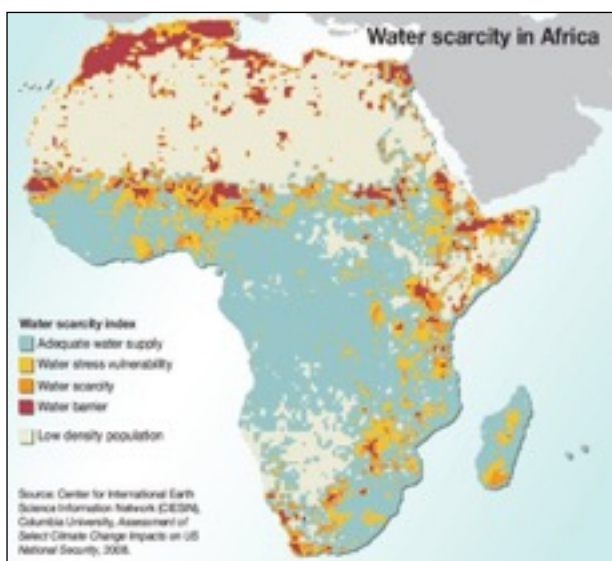 Water scarcity in Africa
Water scarcity index
Adequate water supply
Water stress vulnerability
Water scarcity
Water barrier
Low density population
Source: Center for International Earth
Science Information Network (CIESIN),
Columbia University, Assessment of
Select Climate Change Impacts on US
National Security, 2008.